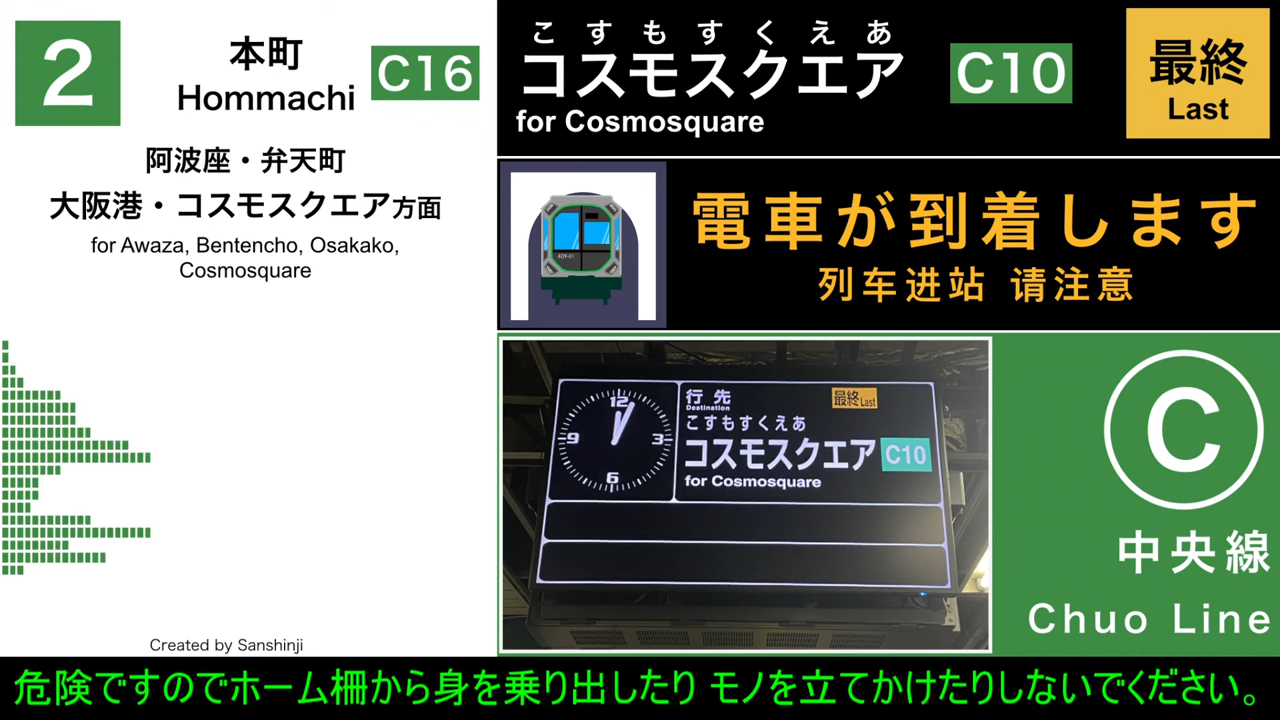 2
本町
Hommachi
C16
阿波座・弁天町
大阪港・コスモスクエア方面
for Awaza, Bentencho, Osakako,
Cosmosquare
Created by Sanshinji
こすもすくえあ
コスモスクエア
for Cosmosquare
C10
最終
Last
409-01
電車が到着します
列车进站 请注意
12
3
6
9
行先
Destination
最終Last
こすもすくえあ
コスモスクエア
C10
for Cosmosquare
C
中央線
Chuo Line
危険ですのでホーム柵から身を乗り出したり モノを立てかけたりしないでください。